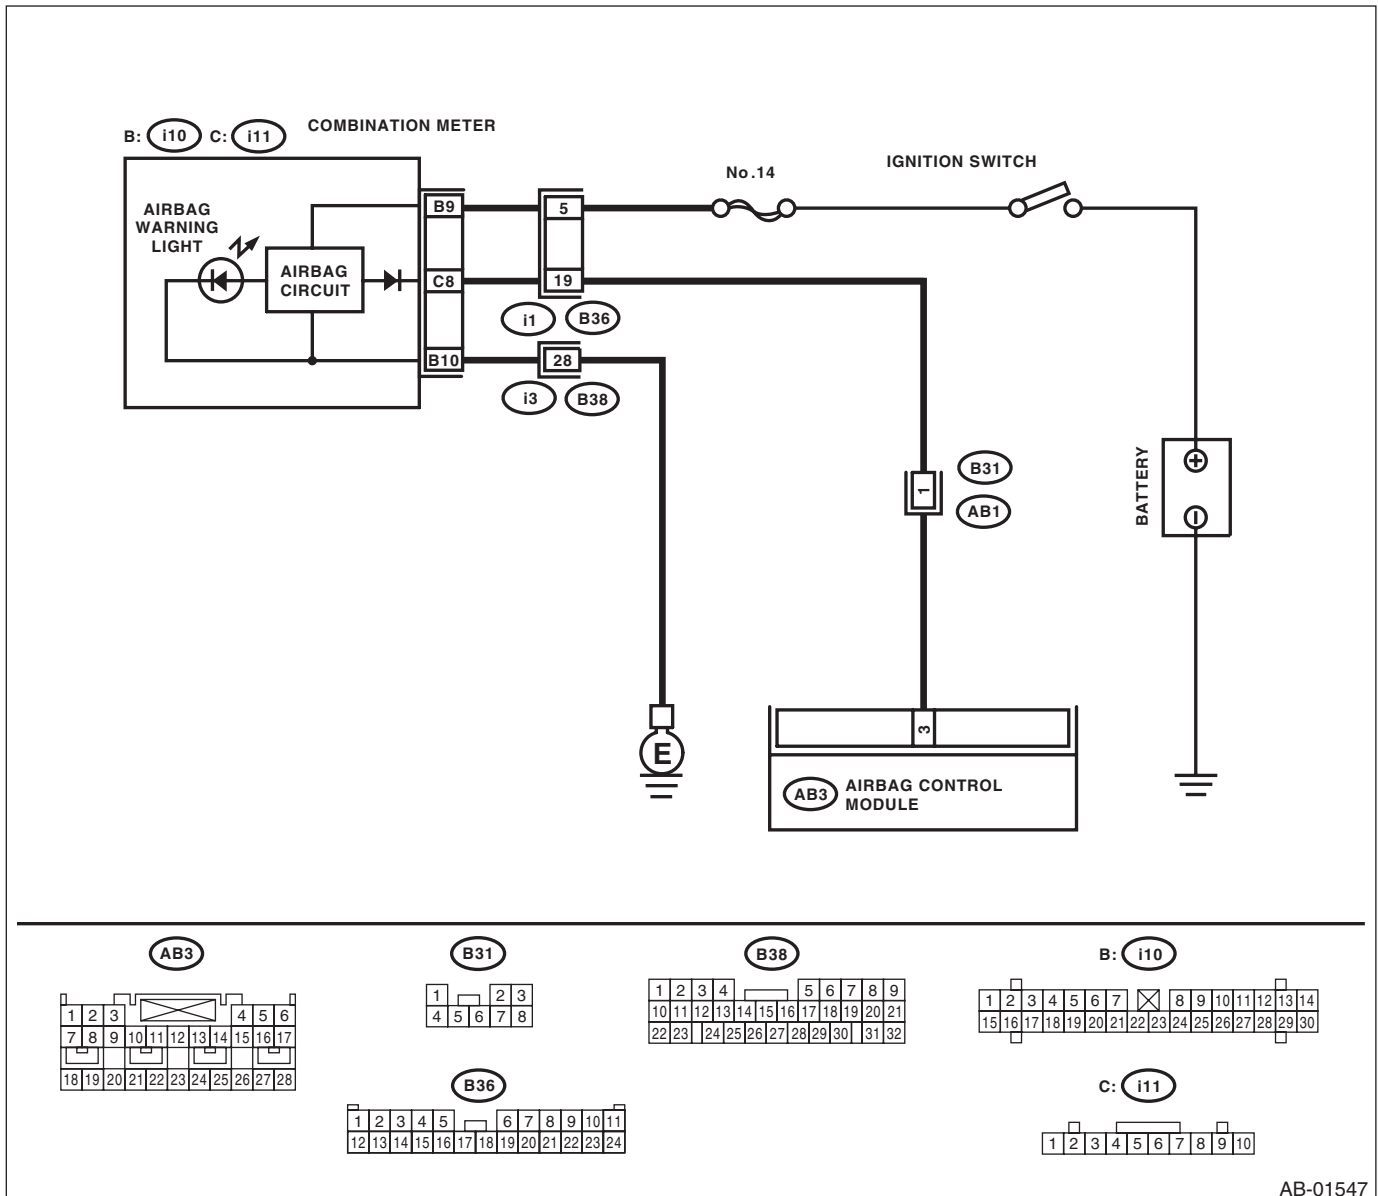 B: i10 C: i11 COMBINATION METER
No.14
IGNITION SWITCH
AIRBAG
WARNING
LIGHT
AIRBAG
CIRCUIT
B9
C8
B10
5
19
i1 B36
28
i3 B38
1
B31
AB1
BATTERY
+
–
E
3
AB3
AIRBAG CONTROL
MODULE
AB3
1 2 3 4 5 6
7 8 9 10 11 12 13 14 15 16 17
18 19 20 21 22 23 24 25 26 27 28
B31
1 2 3
4 5 6 7 8
B36
1 2 3 4 5 6 7 8 9 10 11
12 13 14 15 16 17 18 19 20 21 22 23 24
B38
1 2 3 4 5 6 7 8 9
10 11 12 13 14 15 16 17 18 19 20 21
22 23 24 25 26 27 28 29 30 31 32
B: i10
1 2 3 4 5 6 7 8 9 10 11 12 13 14
15 16 17 18 19 20 21 22 23 24 25 26 27 28 29 30
C: i11
1 2 3 4 5 6 7 8 9 10
AB-01547